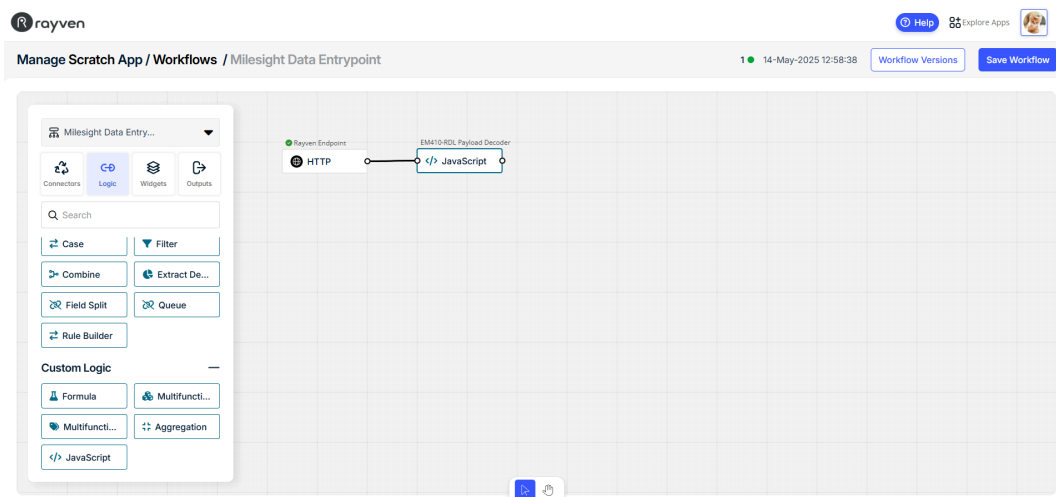 R rayven
Help
Explore Apps
Manage Scratch App / Workflows / Milesight Data Entrypoint
1
14-May-2025 12:58:38
Workflow Versions
Save Workflow
Milesight Data Entry...
Connectors
Logic
Widgets
Outputs
Search
Case
Filter
Combine
Extract De...
Field Split
Queue
Rule Builder
Custom Logic
Formula
Multifuncti...
Multifuncti...
Aggregation
</> JavaScript
Rayven Endpoint
HTTP
EM410-RDL Payload Decoder
</> JavaScript